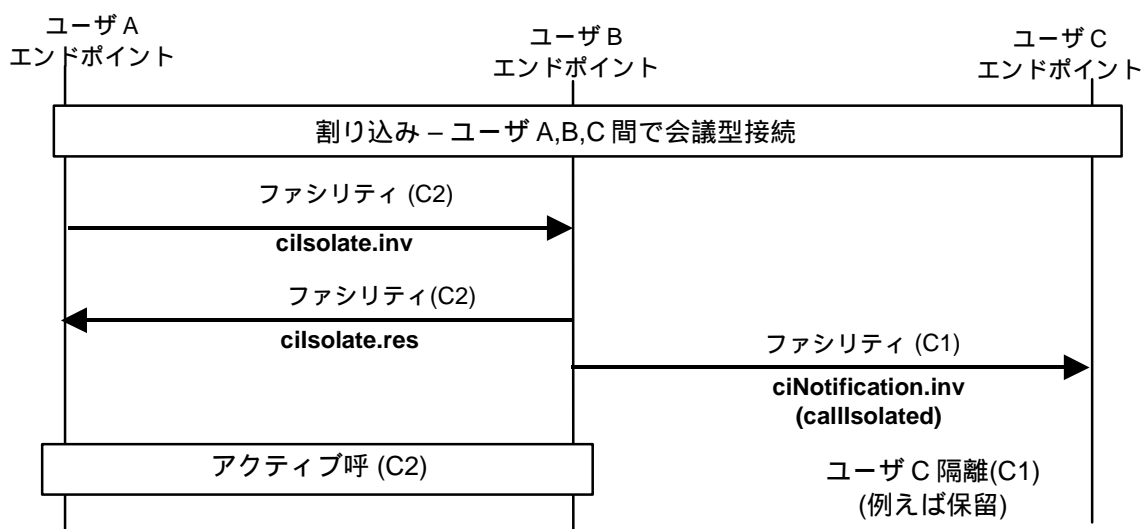 ユーザ A
エンドポイント
ユーザ B
エンドポイント
ユーザ C
エンドポイント
割り込み – ユーザ A,B,C 間で会議型接続
ファシリティ (C2)
ciIsolate.inv
ファシリティ(C2)
ciIsolate.res
ファシリティ (C1)
ciNotification.inv
(callIsolated)
アクティブ呼 (C2)
ユーザ C 隔離(C1)
(例えば保留)